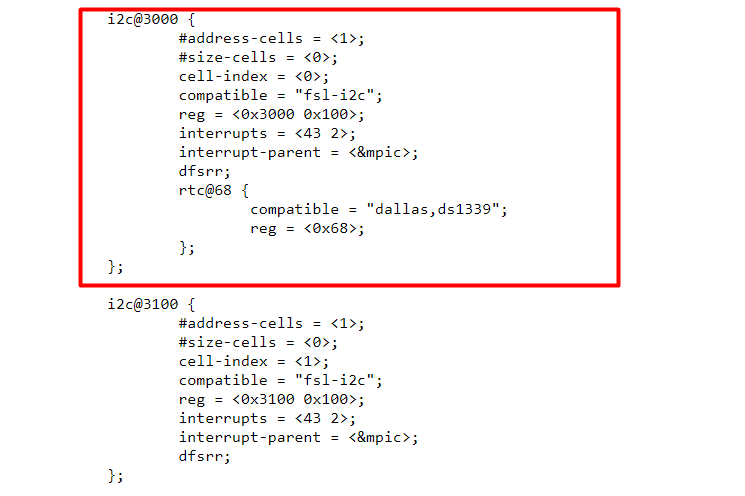 i2c@3000 {
#address-cells = <1>;
#size-cells = <0>;
cell-index = <0>;
compatible = "fsl-i2c";
reg = <0x3000 0x100>;
interrupts = <43 2>;
interrupt-parent = <&mpic>;
dfsrr;
rtc@68 {
compatible = "dallas,ds1339";
reg = <0x68>;
};
};
i2c@3100 {
#address-cells = <1>;
#size-cells = <0>;
cell-index = <1>;
compatible = "fsl-i2c";
reg = <0x3100 0x100>;
interrupts = <43 2>;
interrupt-parent = <&mpic>;
dfsrr;
};